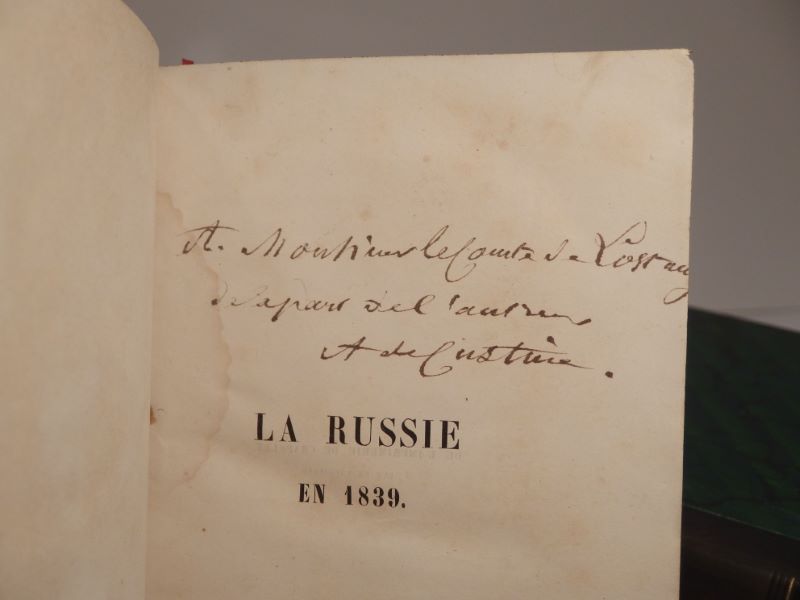 A. Monsieur le Comte de
de la part de l'auteur
A de Custine.
LA RUSSIE
EN 1839.